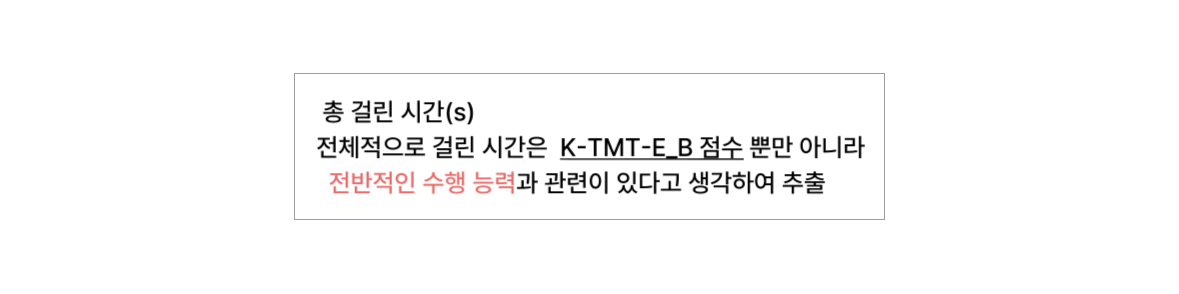 총 걸린 시간(s)
전체적으로 걸린 시간은 K-TMT-E_B 점수 뿐만 아니라
전반적인 수행 능력과 관련이 있다고 생각하여 추출